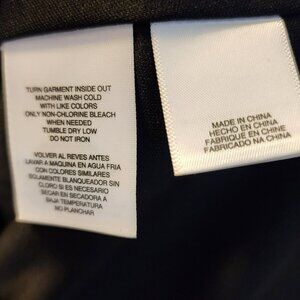 TURN GARMENT INSIDE OUT
MACHINE WASH COLD
WITH LIKE COLORS
ONLY NON-CHLORINE BLEACH
WHEN NEEDED
TUMBLE DRY LOW
DO NOT IRON
VOLVER AL REVES ANTES
LAVAR A MAQUINA EN AGUA FRIA
CON COLORES SIMILARES
SOLAMENTE BLANQUEADOR SIN
CLORO SI ES NECESARIO
SECAR EN SECADORA A
BAJA TEMPERATURA
NO PLANCHAR
MADE IN CHINA
HECHO EN CHINA
FABRIQUE EN CHINE
FABRICADO NA CHINA